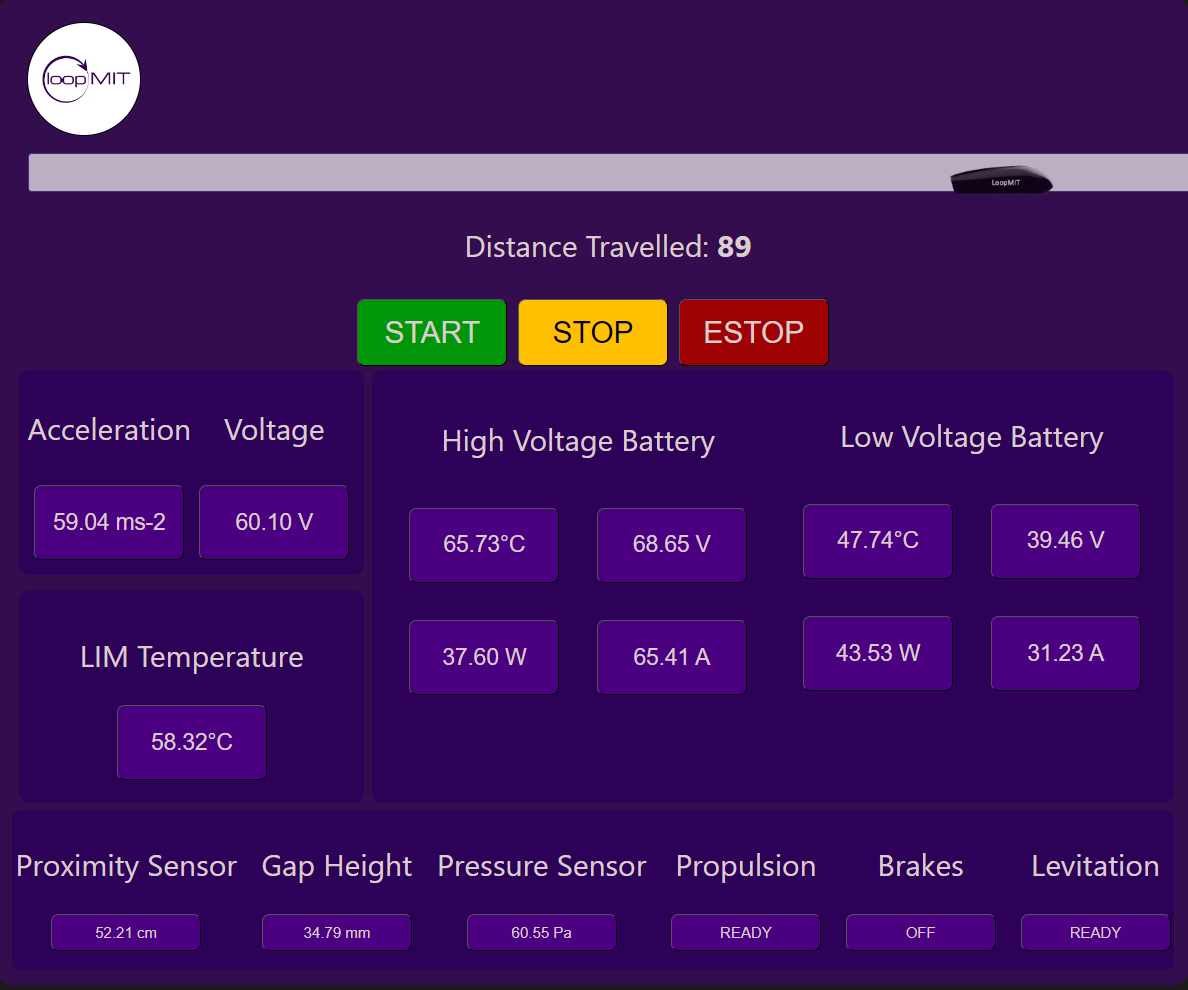 loopMIT
LoopMIT
Distance Travelled: 89
START STOP ESTOP
Acceleration Voltage
59.04 ms-2 60.10 V
High Voltage Battery
65.73°C 68.65 V
37.60 W 65.41 A
Low Voltage Battery
47.74°C 39.46 V
43.53 W 31.23 A
LIM Temperature
58.32°C
Proximity Sensor Gap Height Pressure Sensor Propulsion Brakes Levitation
52.21 cm 34.79 mm 60.55 Pa READY OFF READY